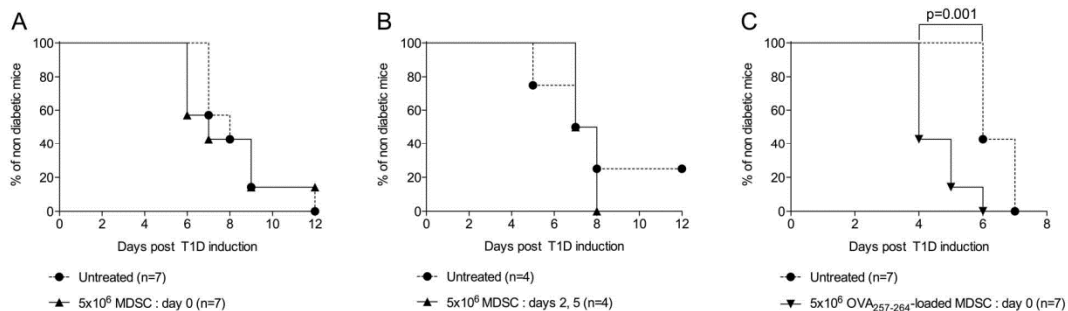 A
B
C
p=0.001
% of non diabetic mice
100
80
60
40
20
0
0 2 4 6 8 10 12
Days post T1D induction
Untreated (n=7)
5x10⁶ MDSC : day 0 (n=7)
% of non diabetic mice
100
80
60
40
20
0
0 2 4 6 8 10 12
Days post T1D induction
Untreated (n=4)
5x10⁶ MDSC : days 2, 5 (n=4)
% of non diabetic mice
100
80
60
40
20
0
0 2 4 6 8
Days post T1D induction
Untreated (n=7)
5x10⁶ OVA₂₅₇₋₂₆₄-loaded MDSC : day 0 (n=7)